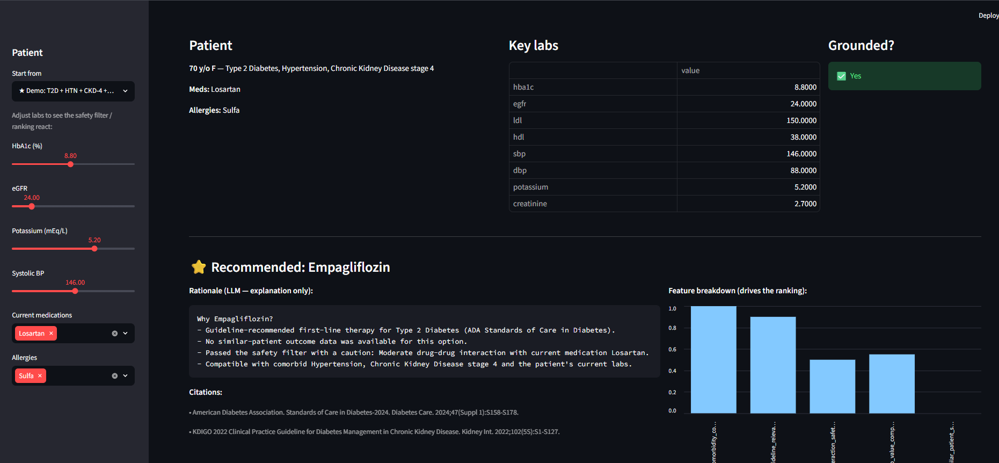 Deploy
Patient
Start from
★ Demo: T2D + HTN + CKD-4 +...
Adjust labs to see the safety filter /
ranking react:
HbA1c (%)
8.80
eGFR
24.00
Potassium (mEq/L)
5.20
Systolic BP
146.00
Current medications
Losartan ×
Allergies
Sulfa ×
Patient
70 y/o F — Type 2 Diabetes, Hypertension, Chronic Kidney Disease stage 4
Meds: Losartan
Allergies: Sulfa
Key labs
value
hba1c 8.8000
egfr 24.0000
ldl 150.0000
hdl 38.0000
sbp 146.0000
dbp 88.0000
potassium 5.2000
creatinine 2.7000
Grounded?
Yes
Recommended: Empagliflozin
Rationale (LLM — explanation only):
Why Empagliflozin?
- Guideline-recommended first-line therapy for Type 2 Diabetes (ADA Standards of Care in Diabetes).
- No similar-patient outcome data was available for this option.
- Passed the safety filter with a caution: Moderate drug-drug interaction with current medication Losartan.
- Compatible with comorbid Hypertension, Chronic Kidney Disease stage 4 and the patient's current labs.
Citations:
• American Diabetes Association. Standards of Care in Diabetes-2024. Diabetes Care. 2024;47(Suppl 1):S158-S178.
• KDIGO 2022 Clinical Practice Guideline for Diabetes Management in Chronic Kidney Disease. Kidney Int. 2022;102(5S):S1-S127.
Feature breakdown (drives the ranking):
1.0
0.8
0.6
0.4
0.2
0.0
omorbidity_co...
ideline_releva...
eraction_safet...
_value_comp...
ilar_patient_s...